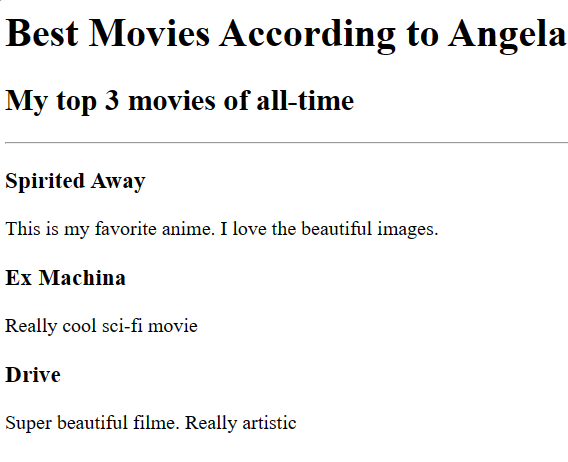 Best Movies According to Angela
My top 3 movies of all-time
Spirited Away
This is my favorite anime. I love the beautiful images.
Ex Machina
Really cool sci-fi movie
Drive
Super beautiful filme. Really artistic